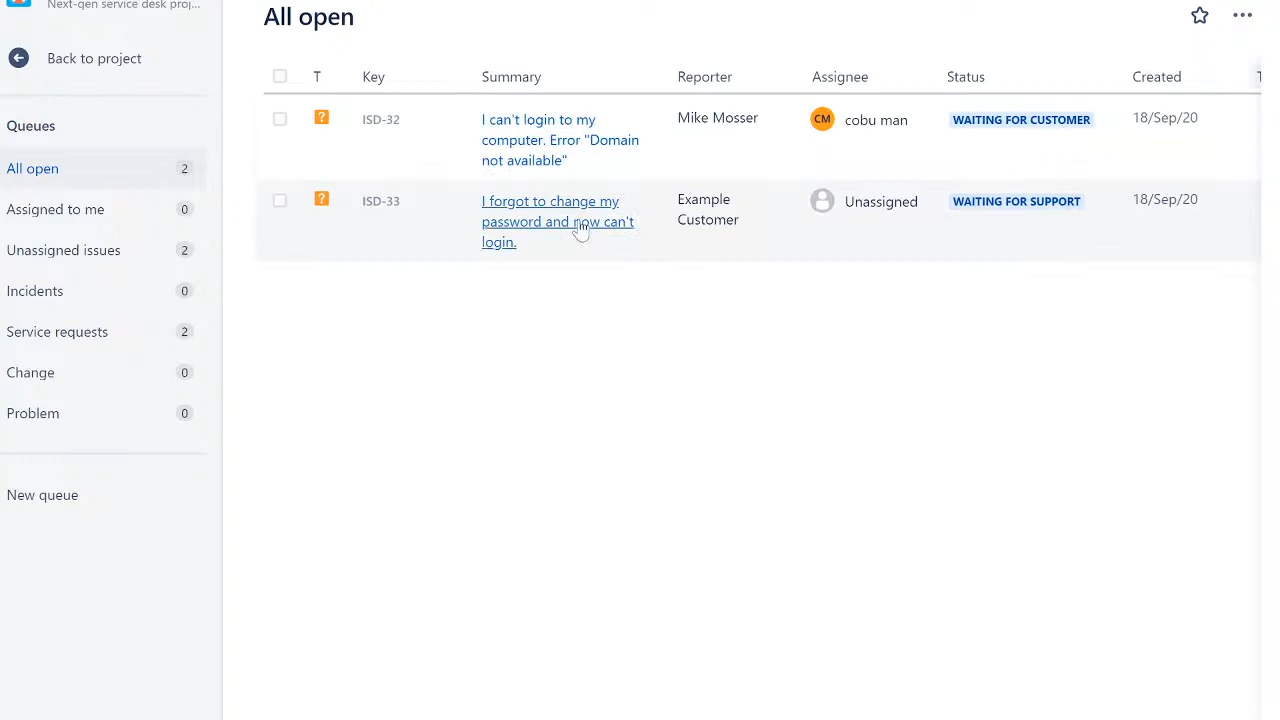 Next-gen service desk proj...
All open
Back to project
T Key Summary Reporter Assignee Status Created
Queues
ISD-32 I can't login to my Mike Mosser CM cobu man WAITING FOR CUSTOMER 18/Sep/20
computer. Error "Domain
not available"
All open 2
ISD-33 I forgot to change my Example Unassigned WAITING FOR SUPPORT 18/Sep/20
password and now can't Customer
login.
Assigned to me 0
Unassigned issues 2
Incidents 0
Service requests 2
Change 0
Problem 0
New queue